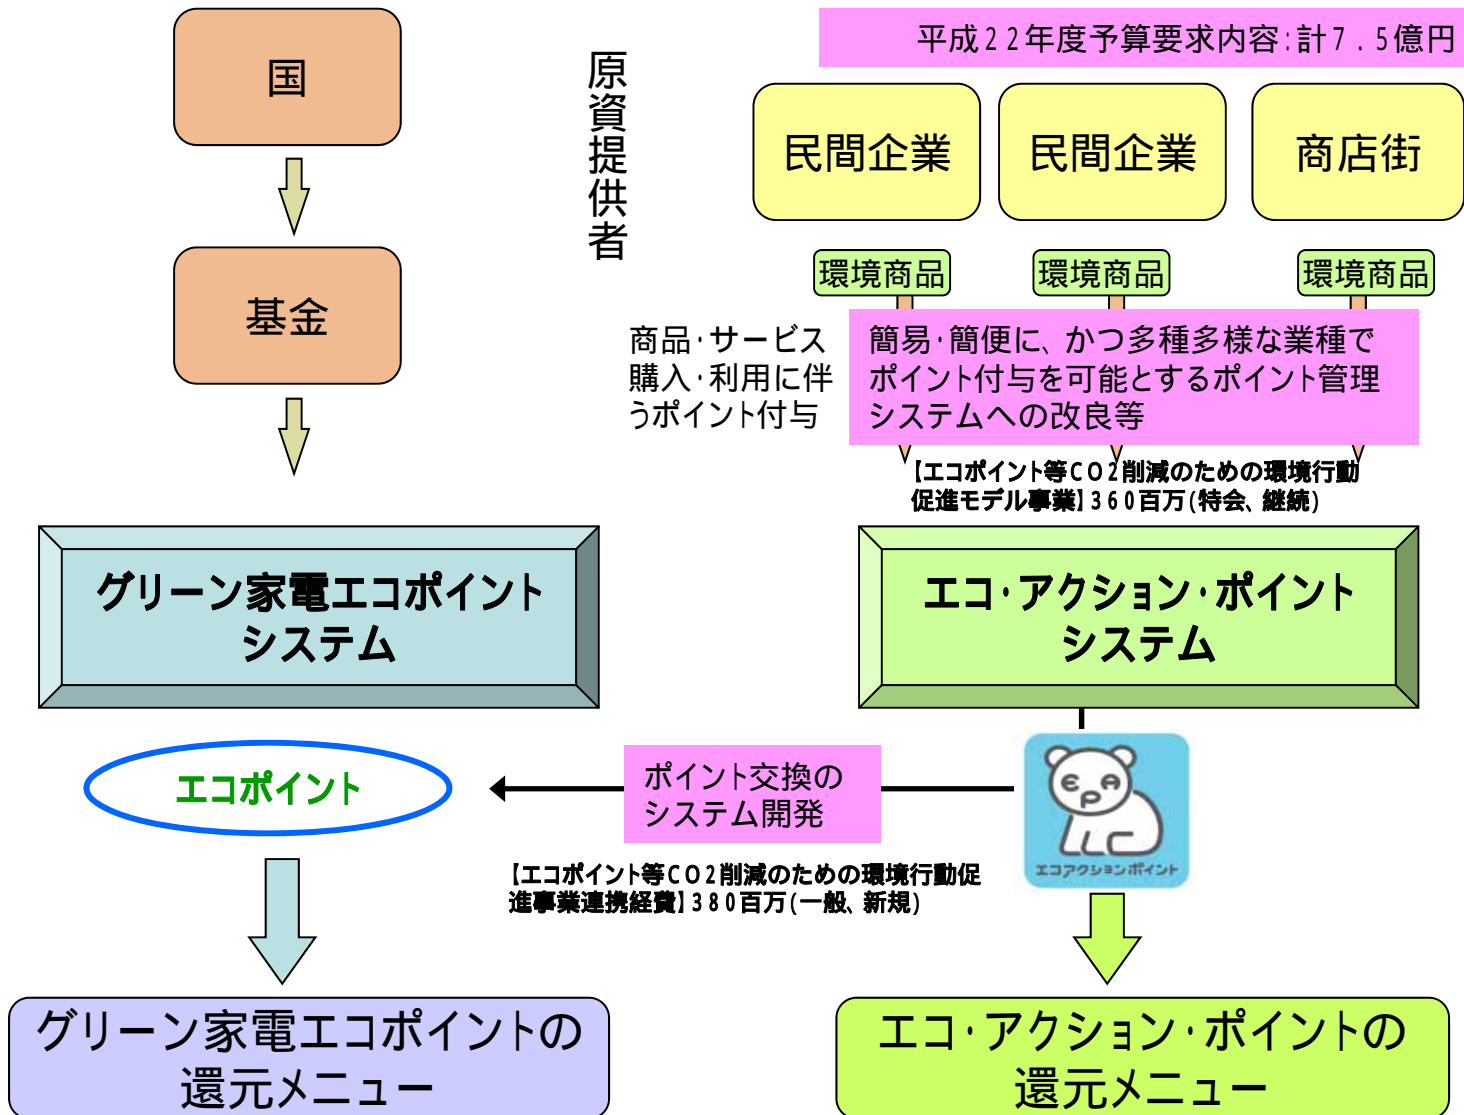 平成22年度予算要求内容:計7.5億円
国
原資提供者
民間企業
民間企業
商店街
基金
環境商品
環境商品
環境商品
商品・サービス
購入・利用に伴
うポイント付与
簡易・簡便に、かつ多種多様な業種で
ポイント付与を可能とするポイント管理
システムへの改良等
【エコポイント等CO2削減のための環境行動
促進モデル事業】360百万(特会、継続)
グリーン家電エコポイント
システム
エコ・アクション・ポイント
システム
エコポイント
ポイント交換の
システム開発
EPA
エコアクションポイント
【エコポイント等CO2削減のための環境行動促
進事業連携経費】380百万(一般、新規)
グリーン家電エコポイントの
還元メニュー
エコ・アクション・ポイントの
還元メニュー